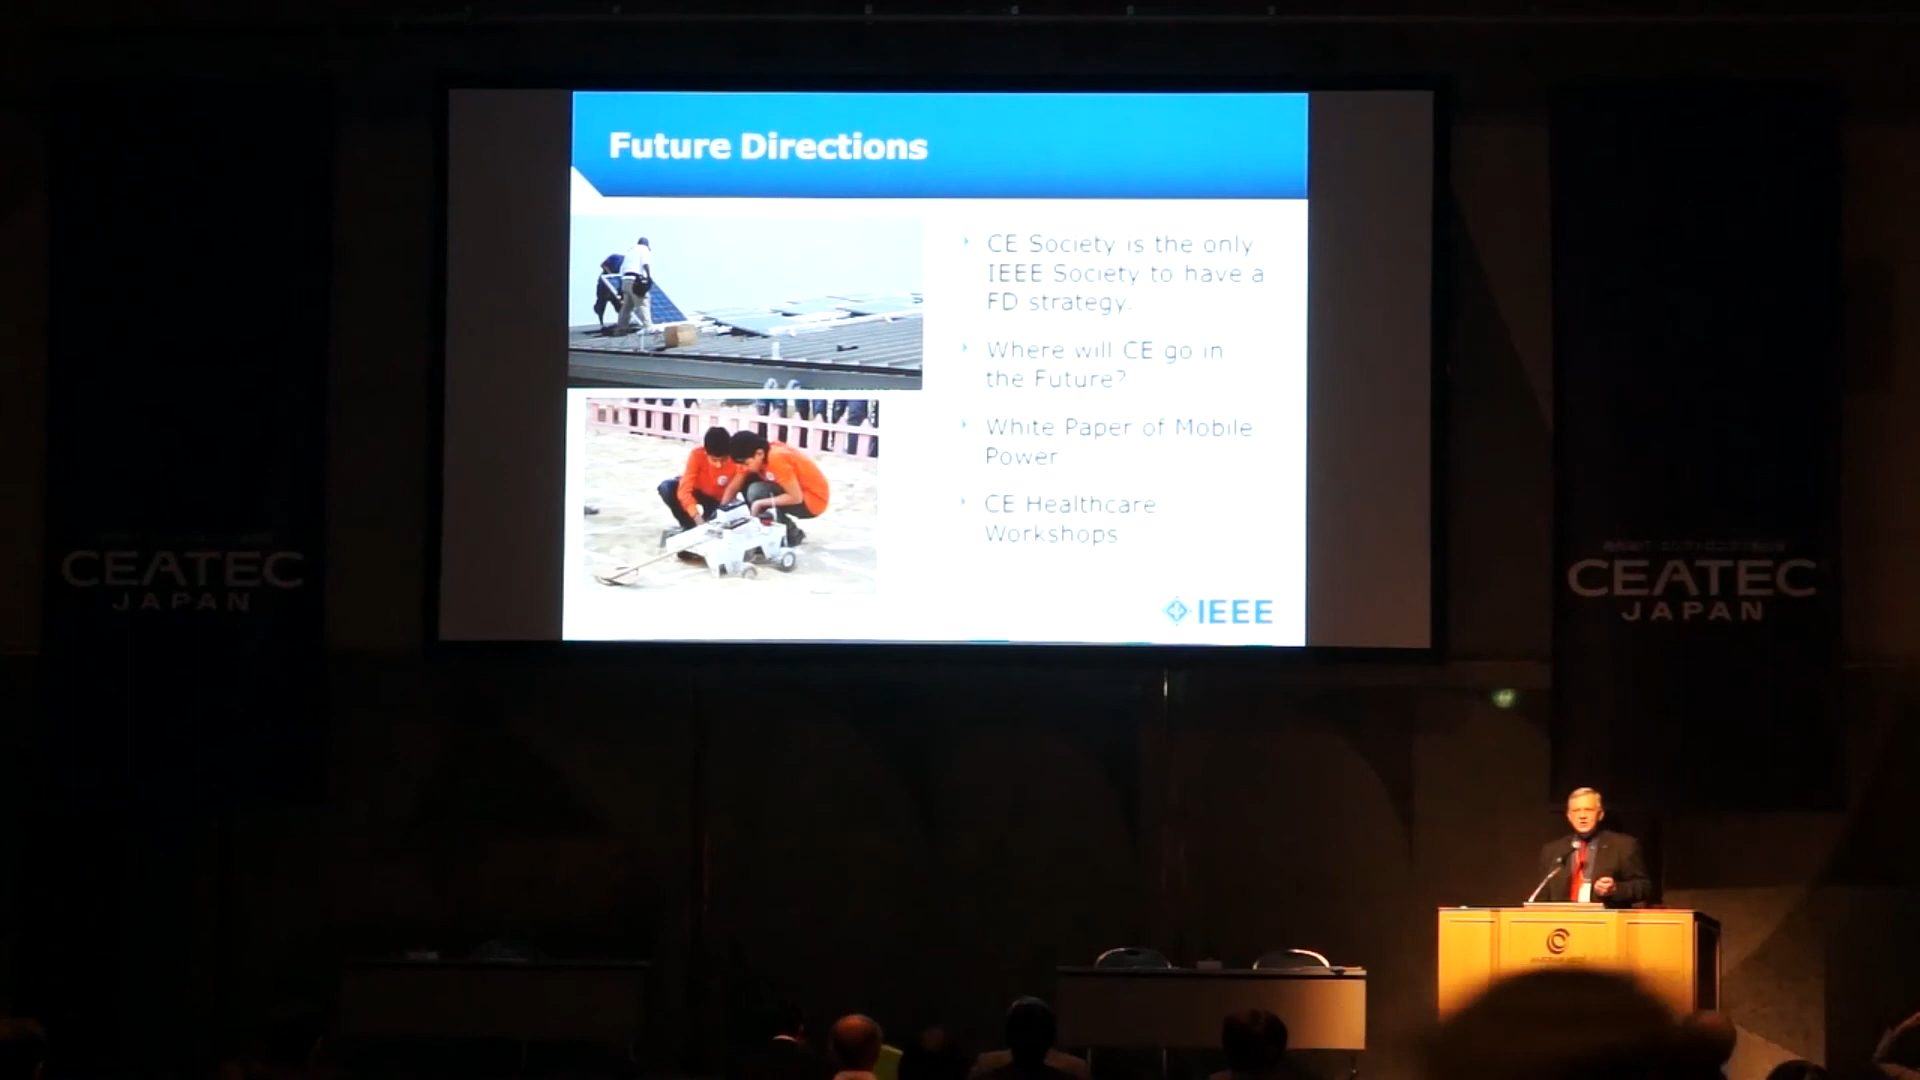 Future Directions
CE Society is the only
IEEE Society to have a
FD strategy.
Where will CE go in
the Future?
White Paper of Mobile
Power
CE Healthcare
Workshops
IEEE
CEATEC
JAPAN
CEATEC
JAPAN